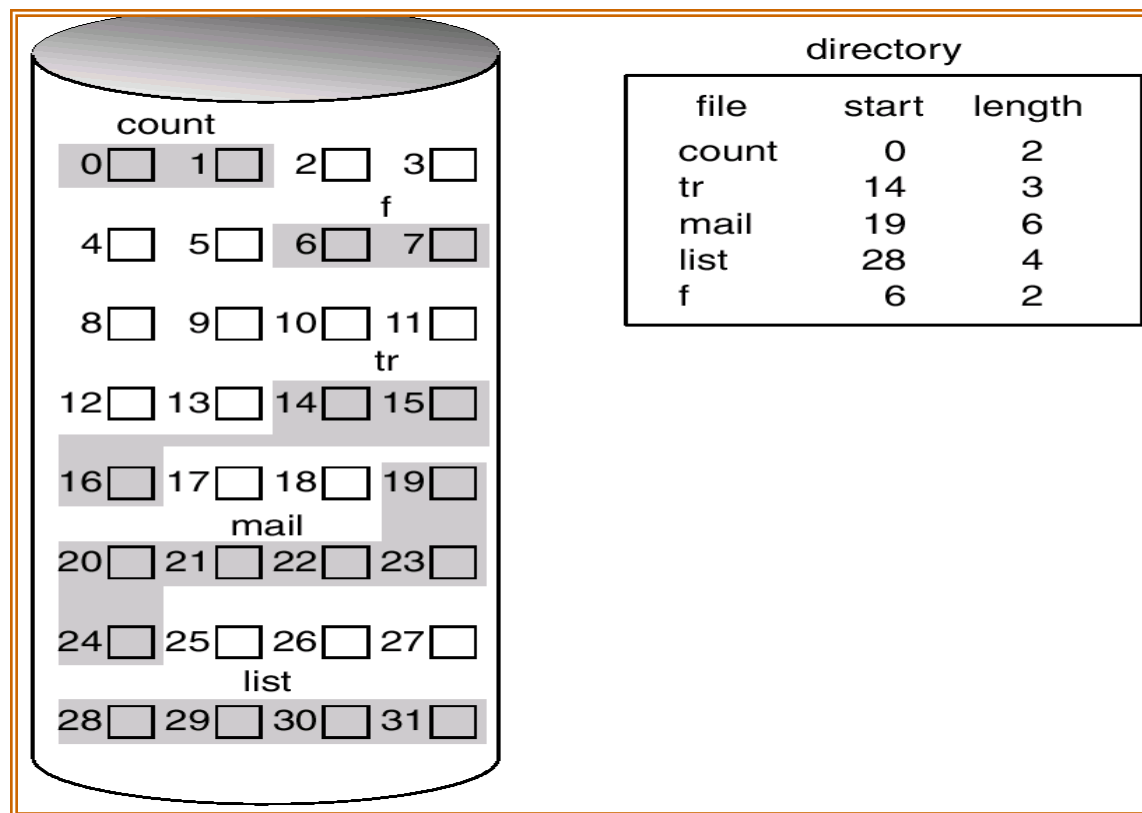 count
0 1 2 3
f
4 5 6 7
8 9 10 11
tr
12 13 14 15
16 17 18 19
mail
20 21 22 23
24 25 26 27
list
28 29 30 31
directory
file start length
count 0 2
tr 14 3
mail 19 6
list 28 4
f 6 2